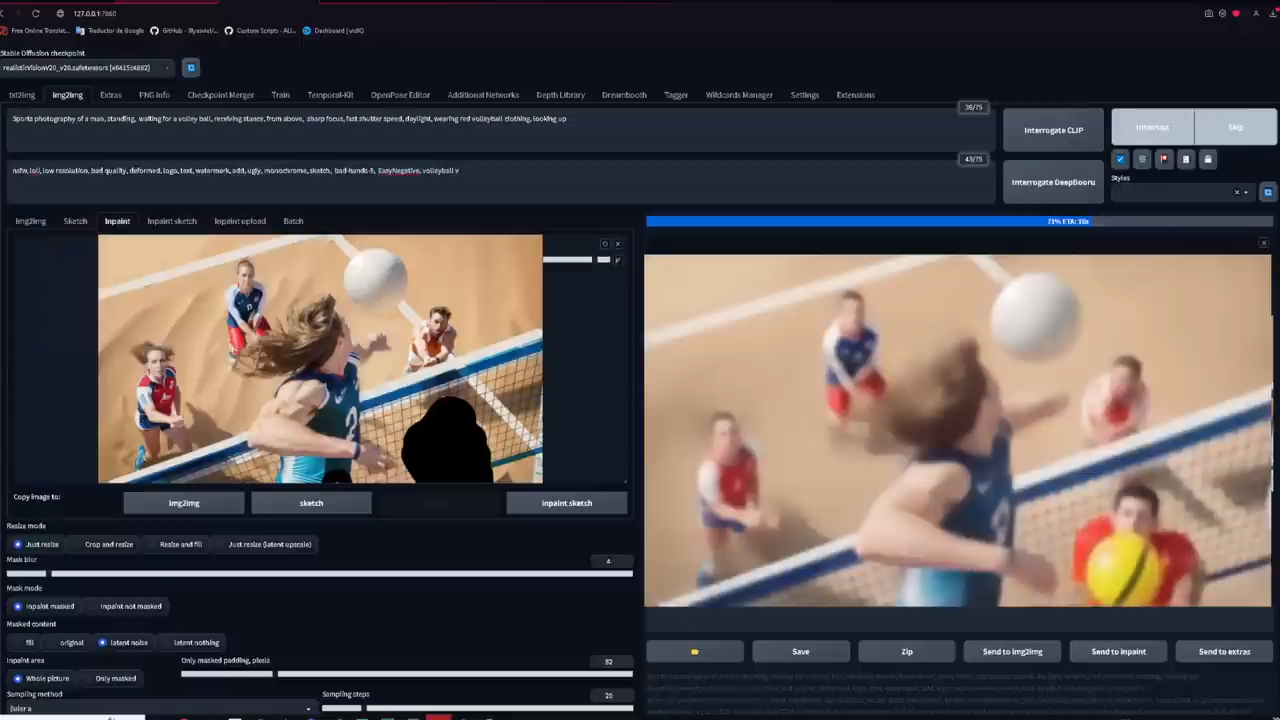 127.0.0.1:7860
Free Online Translat... Traductor de Google GitHub - lllyasviel/... Custom Scripts - AU... Dashboard | vidIQ
Stable Diffusion checkpoint
realisticVisionV20_v20.safetensors [e6415c4892]
txt2img img2img Extras PNG Info Checkpoint Merger Train Temporal-Kit OpenPose Editor Additional Networks Depth Library Dreambooth Tagger Wildcards Manager Settings Extensions
36/75
Sports photography of a man, standing, waiting for a volley ball, receiving stance, from above, sharp focus, fast shutter speed, daylight, wearing red volleyball clothing, looking up
Interrogate CLIP Interrupt Skip
43/75
nsfw, loli, low resolution, bad quality, deformed, logo, text, watermark, add, ugly, monochrome, sketch, bad-hands-5, EasyNegative, volleyball v
Interrogate DeepBooru
Styles
img2img Sketch Inpaint Inpaint sketch Inpaint upload Batch
71% ETA: 15s
2
Copy image to:
img2img sketch inpaint sketch
Resize mode
Just resize Crop and resize Resize and fill Just resize (latent upscale)
Mask blur 4
Mask mode
Inpaint masked Inpaint not masked
Masked content
fill original latent noise latent nothing
Inpaint area Only masked padding, pixels 52
Whole picture Only masked
Sampling method Sampling steps 20
Euler a
Save Zip Send to img2img Send to inpaint Send to extras